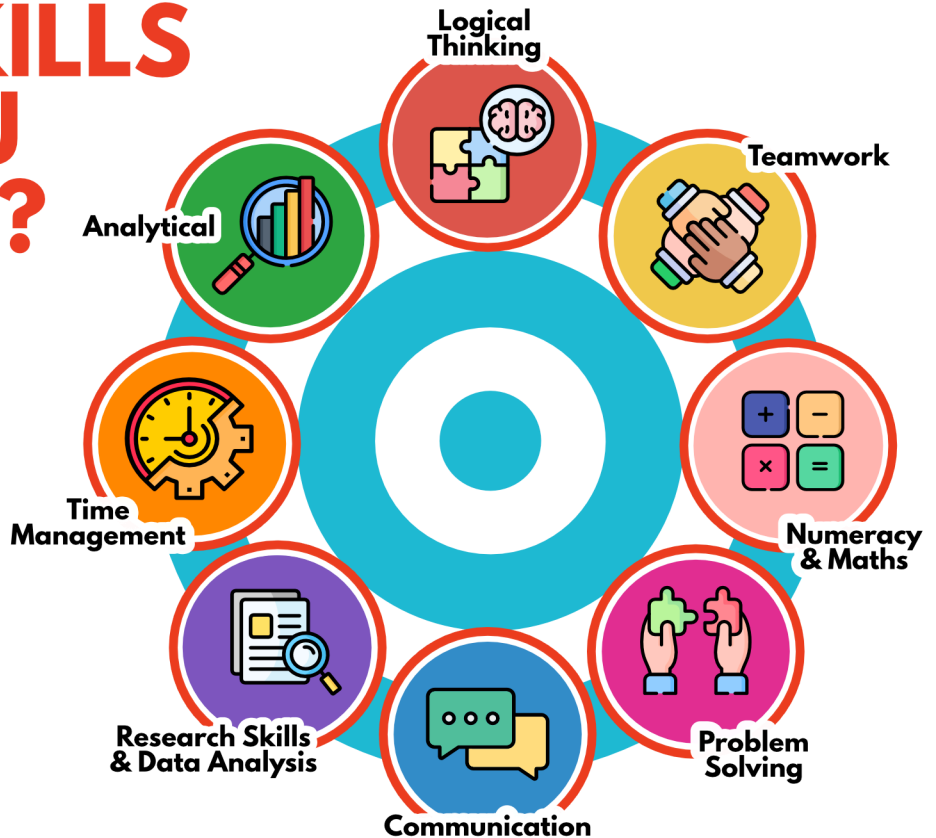 KILLS
U
?
Logical
Thinking
Teamwork
Analytical
+ −
× =
Time
Management
Numeracy
& Maths
Research Skills
& Data Analysis
Problem
Solving
Communication